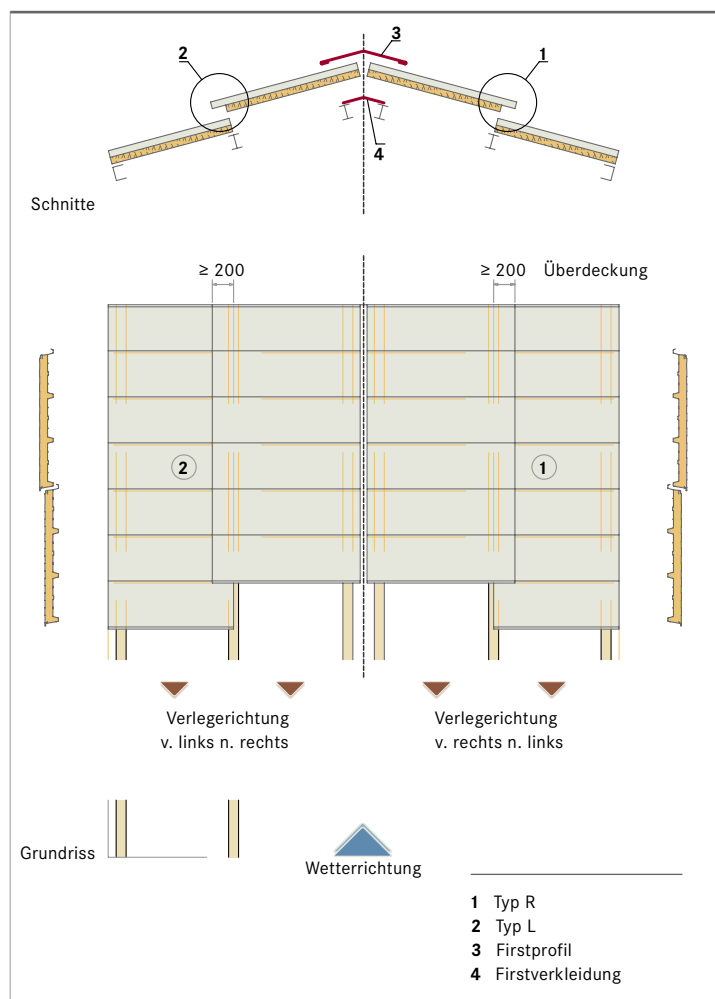 3
2
1
4
Schnitte
≥ 200
≥ 200 Überdeckung
2
1
Verlegerichtung
v. links n. rechts
Verlegerichtung
v. rechts n. links
Grundriss
Wetterrichtung
1 Typ R
2 Typ L
3 Firstprofil
4 Firstverkleidung